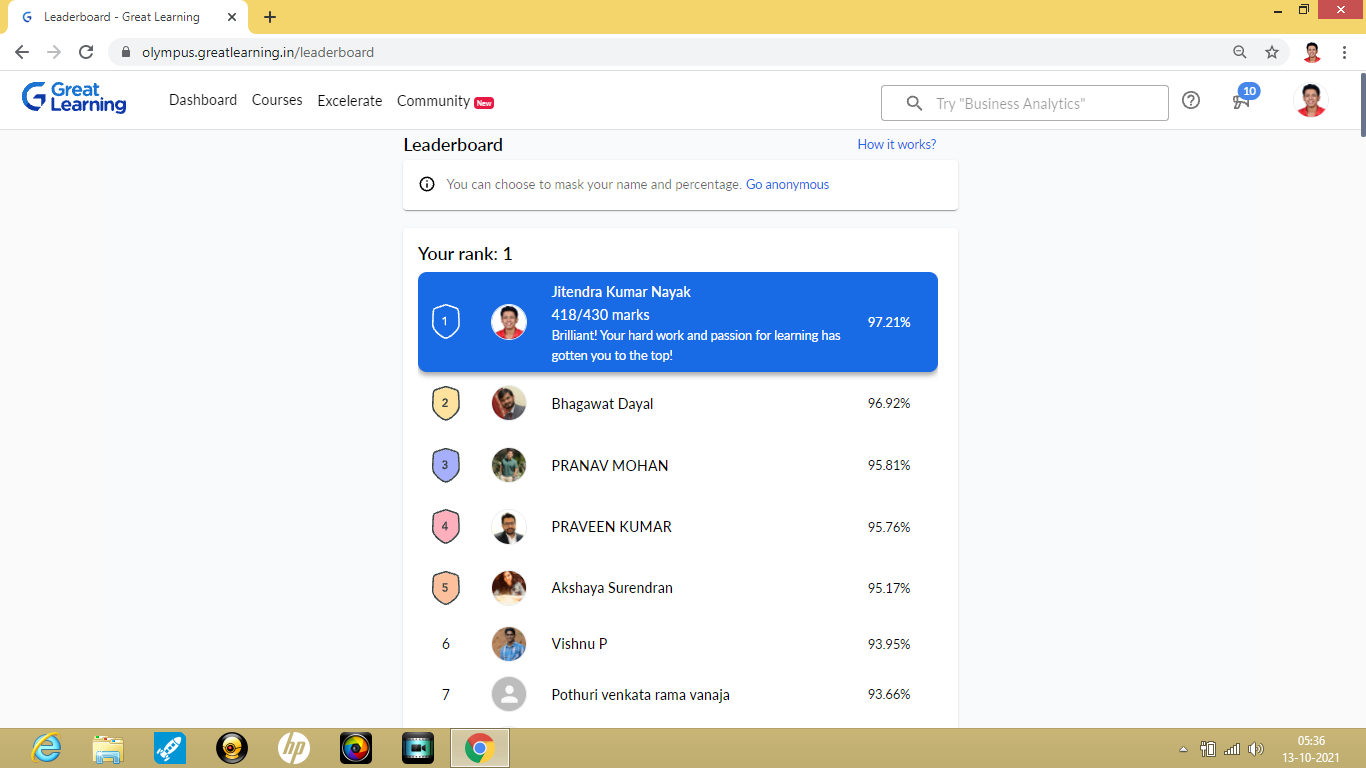 Leaderboard - Great Learning
olympus.greatlearning.in/leaderboard
Great Learning
Dashboard Courses Excelerate Community New
Try "Business Analytics"
10
Leaderboard How it works?
You can choose to mask your name and percentage. Go anonymous
Your rank: 1
Jitendra Kumar Nayak
1 418/430 marks 97.21%
Brilliant! Your hard work and passion for learning has
gotten you to the top!
2 Bhagawat Dayal 96.92%
3 PRANAV MOHAN 95.81%
4 PRAVEEN KUMAR 95.76%
5 Akshaya Surendran 95.17%
6 Vishnu P 93.95%
7 Pothuri venkata rama vanaja 93.66%
hp
05:36
13-10-2021